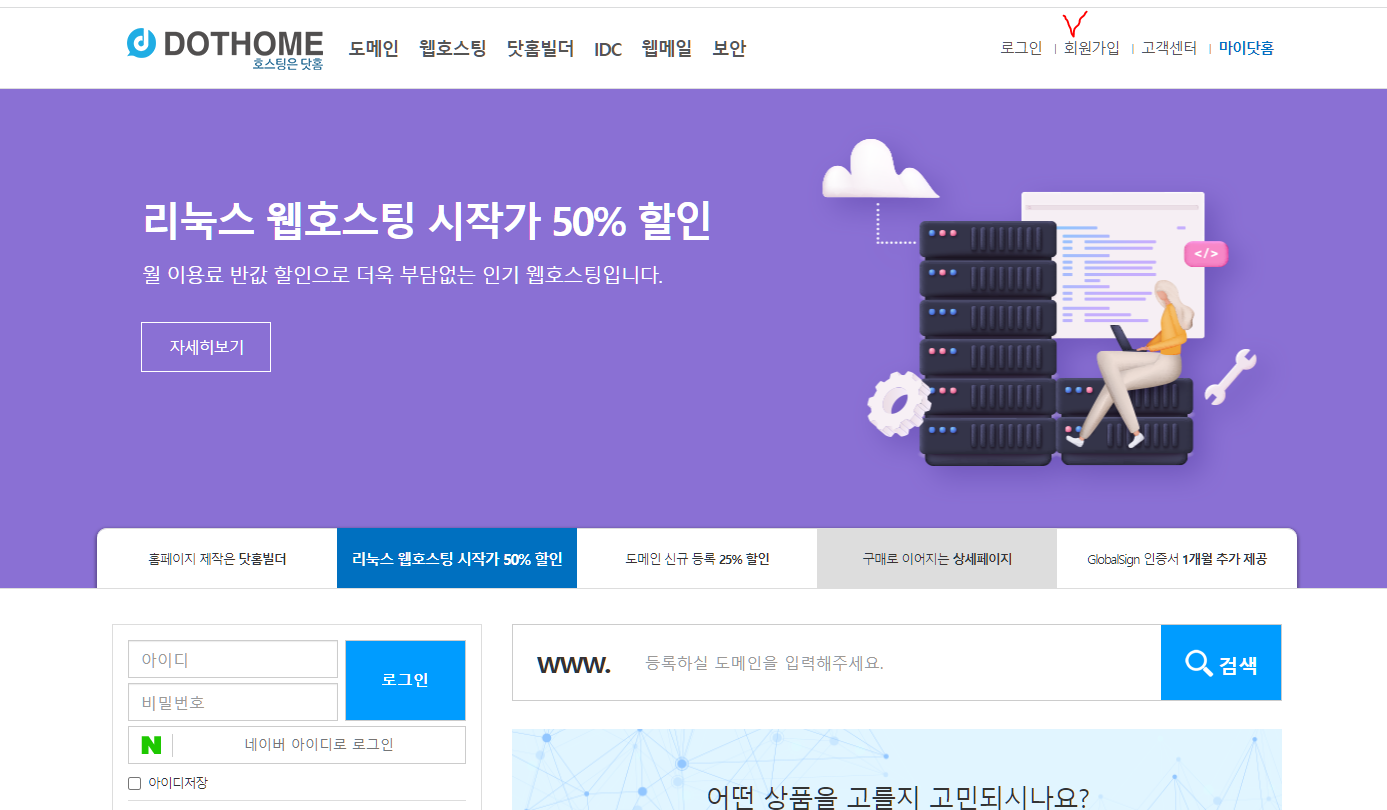 DOTHOME
호스팅은 닷홈
도메인 웹호스팅 닷홈빌더 IDC 웹메일 보안
로그인 회원가입 고객센터 마이닷홈
리눅스 웹호스팅 시작가 50% 할인
월 이용료 반값 할인으로 더욱 부담없는 인기 웹호스팅입니다.
자세히보기
</>
홈페이지 제작은 닷홈빌더
리눅스 웹호스팅 시작가 50% 할인
도메인 신규 등록 25% 할인
구매로 이어지는 상세페이지
GlobalSign 인증서 1개월 추가 제공
아이디
비밀번호
로그인
N 네이버 아이디로 로그인
아이디저장
www. 등록하실 도메인을 입력해주세요.
검색
어떤 상품을 고를지 고민되시나요?